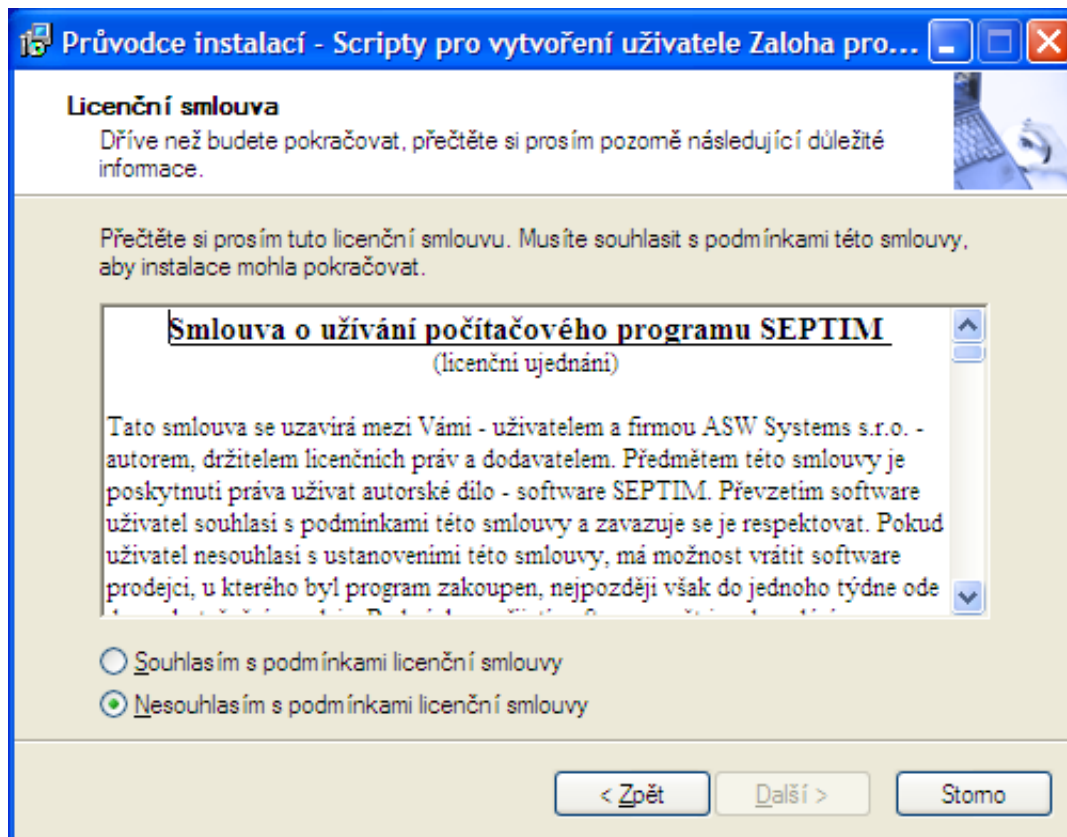 Průvodce instalací - Scripty pro vytvoření uživatele Zaloha pro...
Licenční smlouva
Dříve než budete pokračovat, přečtěte si prosím pozorně následující důležité
informace.
Přečtěte si prosím tuto licenční smlouvu. Musíte souhlasit s podmínkami této smlouvy,
aby instalace mohla pokračovat.
Smlouva o užívání počítačového programu SEPTIM
(licenční ujednání)
Tato smlouva se uzavírá mezi Vámi - uživatelem a firmou ASW Systems s.r.o. -
autorem, držitelem licenčních práv a dodavatelem. Předmětem této smlouvy je
poskytnutí práva užívat autorské dílo - software SEPTIM. Převzetím software
uživatel souhlasí s podmínkami této smlouvy a zavazuje se je respektovat. Pokud
uživatel nesouhlasí s ustanoveními této smlouvy, má možnost vrátit software
prodejci, u kterého byl program zakoupen, nejpozději však do jednoho týdne ode
Souhlasím s podmínkami licenční smlouvy
Nesouhlasím s podmínkami licenční smlouvy
< Zpět
Další >
Storno